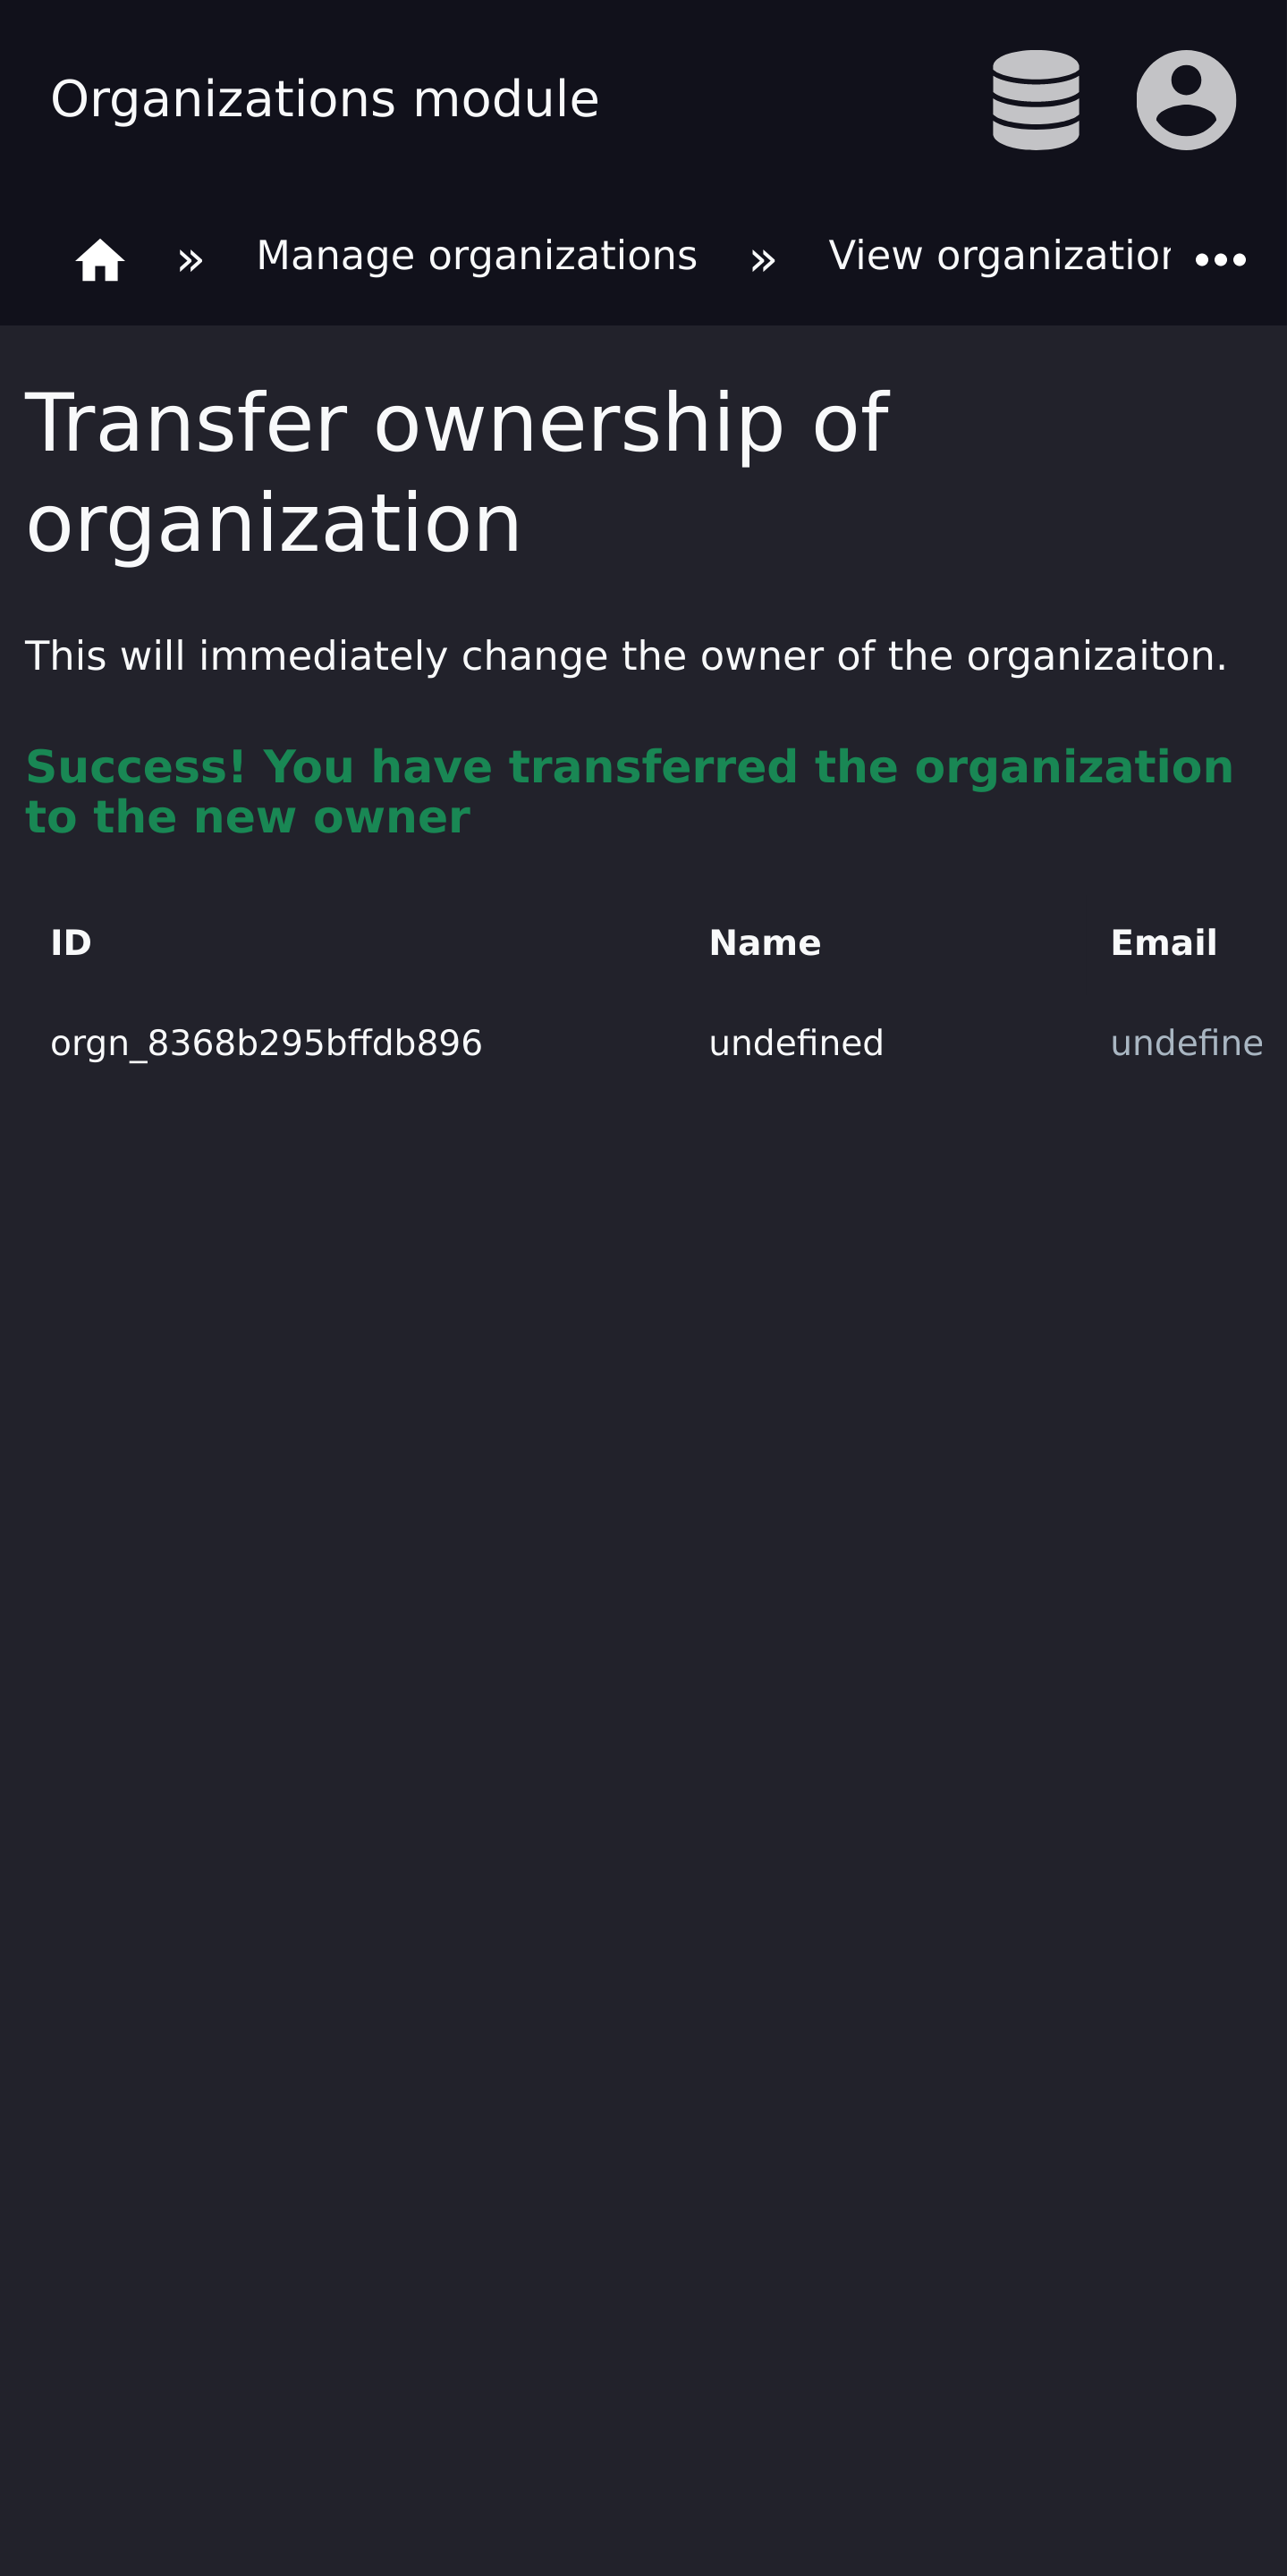 Organizations module
» Manage organizations » View organization
Transfer ownership of
organization
This will immediately change the owner of the organizaiton.
Success! You have transferred the organization
to the new owner
ID Name Email
orgn_8368b295bffdb896 undefined undefine